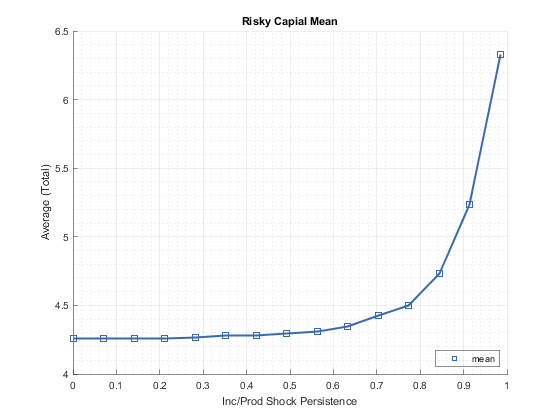 Risky Capial Mean
6.5
6
5.5
5
4.5
4
Average (Total)
0 0.1 0.2 0.3 0.4 0.5 0.6 0.7 0.8 0.9 1
Inc/Prod Shock Persistence
mean